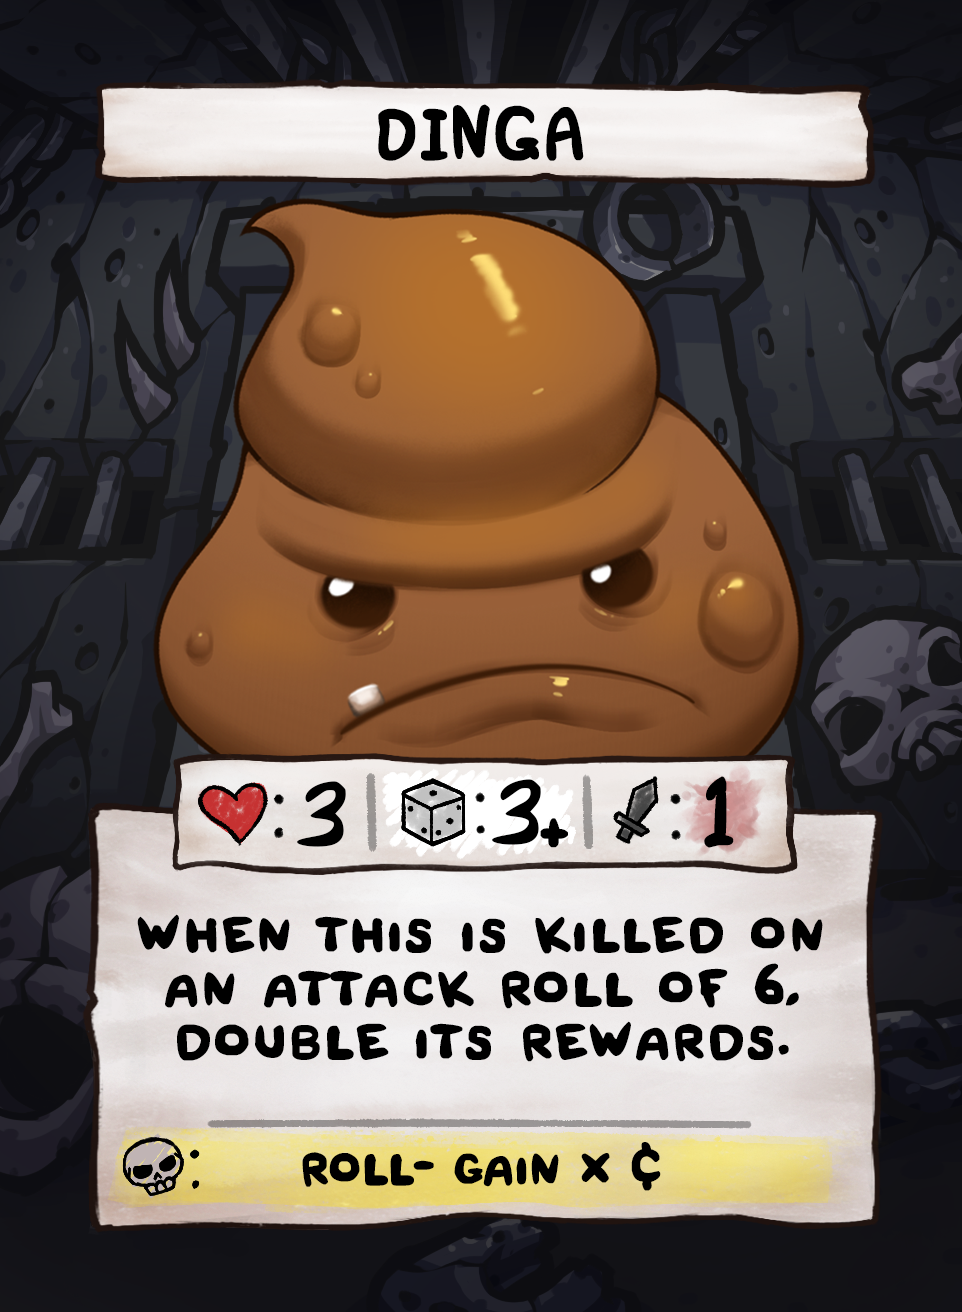 DINGA
: 3 | : 3+ | : 1
WHEN THIS IS KILLED ON
AN ATTACK ROLL OF 6,
DOUBLE ITS REWARDS.
: ROLL- GAIN X ¢